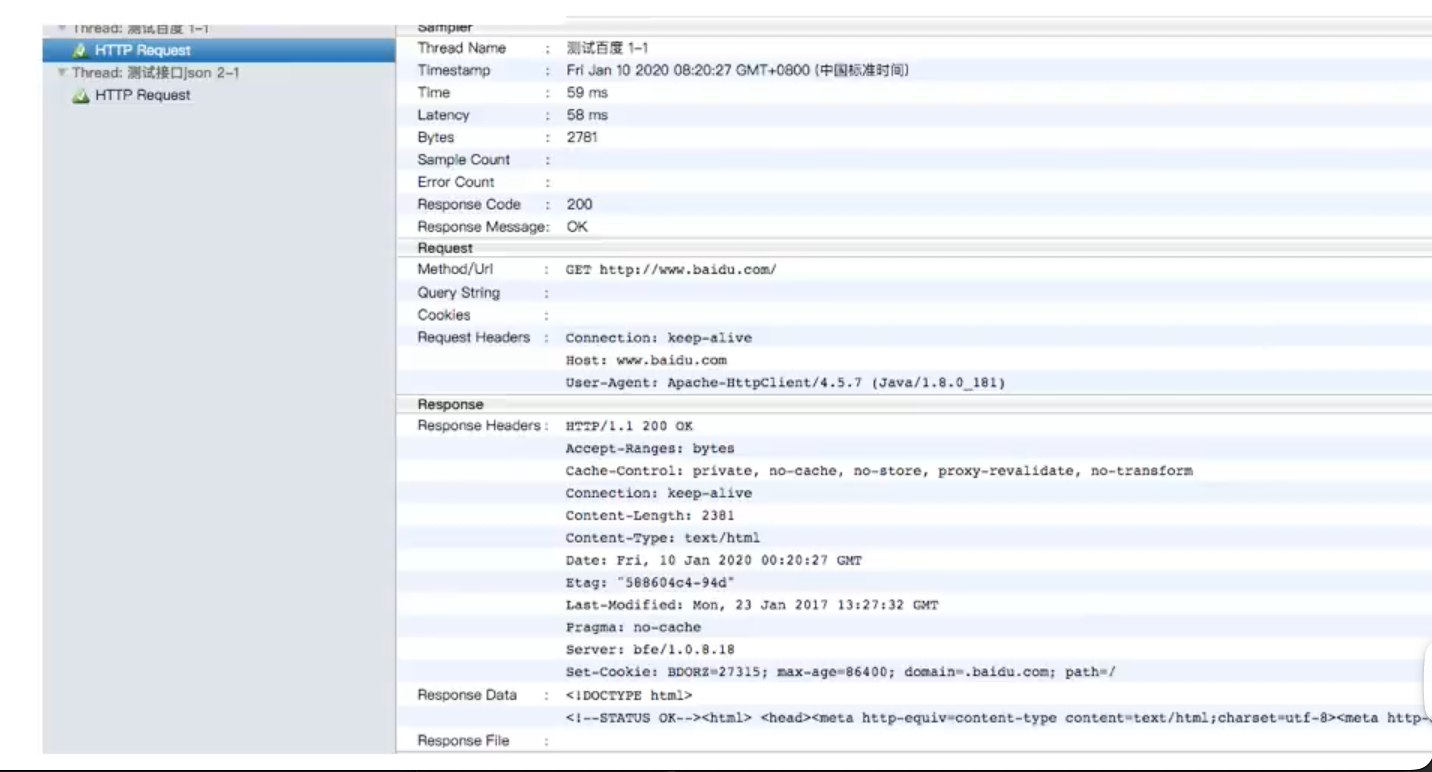 Thread: 测试百度 1-1
HTTP Request
Thread: 测试接口json 2-1
HTTP Request
Sampler
Thread Name : 测试百度 1-1
Timestamp : Fri Jan 10 2020 08:20:27 GMT+0800 (中国标准时间)
Time : 59 ms
Latency : 58 ms
Bytes : 2781
Sample Count :
Error Count :
Response Code : 200
Response Message: OK
Request
Method/Url : GET http://www.baidu.com/
Query String :
Cookies :
Request Headers : Connection: keep-alive
Host: www.baidu.com
User-Agent: Apache-HttpClient/4.5.7 (Java/1.8.0_181)
Response
Response Headers : HTTP/1.1 200 OK
Accept-Ranges: bytes
Cache-Control: private, no-cache, no-store, proxy-revalidate, no-transform
Connection: keep-alive
Content-Length: 2381
Content-Type: text/html
Date: Fri, 10 Jan 2020 00:20:27 GMT
Etag: "588604c4-94d"
Last-Modified: Mon, 23 Jan 2017 13:27:32 GMT
Pragma: no-cache
Server: bfe/1.0.8.18
Set-Cookie: BDORZ=27315; max-age=86400; domain=.baidu.com; path=/
Response Data : <!DOCTYPE html>
<!--STATUS OK--><html> <head><meta http-equiv=content-type content=text/html;charset=utf-8><meta http-
Response File :